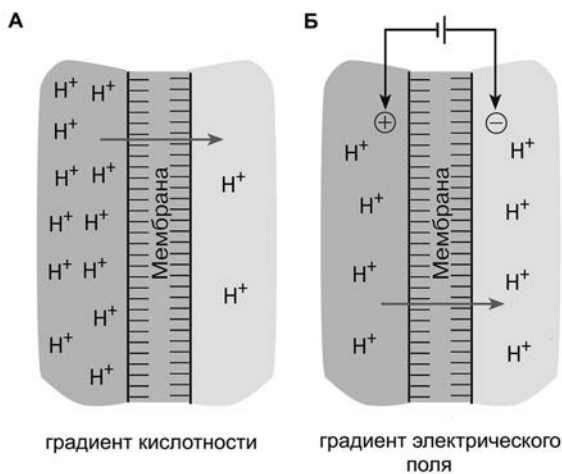 А
H⁺ H⁺
H⁺
H⁺ H⁺
H⁺ H⁺
H⁺ H⁺
H⁺
H⁺
H⁺
Мембрана
H⁺
H⁺
градиент кислотности
Б
+
−
H⁺
H⁺
H⁺
H⁺
Мембрана
H⁺
H⁺
H⁺
H⁺
градиент электрического
поля